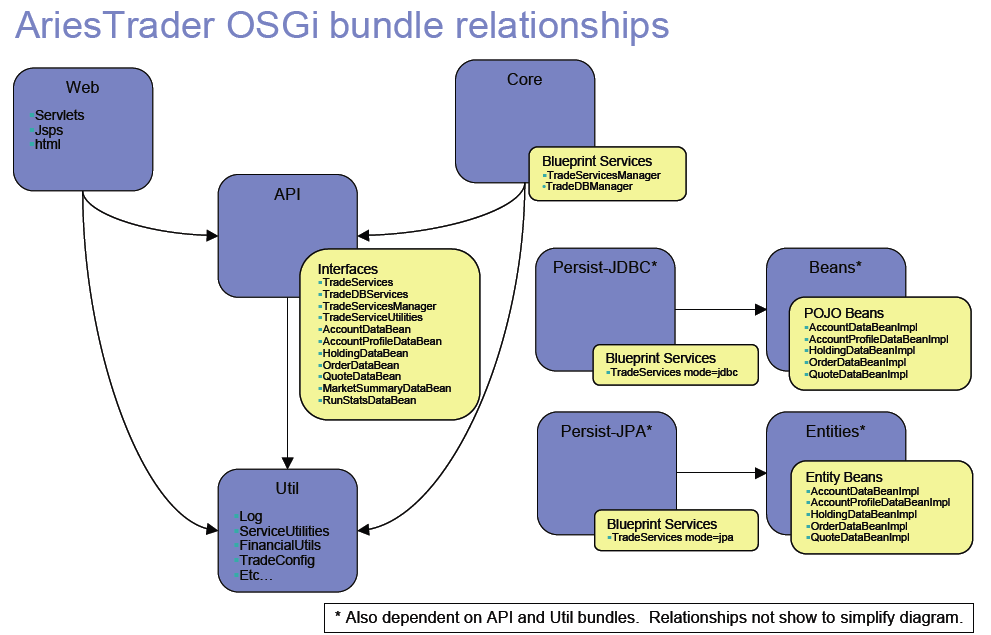 AriesTrader OSGi bundle relationships
Web
Servlets
Jsps
html
Core
Blueprint Services
TradeServicesManager
TradeDBManager
API
Interfaces
TradeServices
TradeDBServices
TradeServicesManager
TradeServiceUtilities
AccountDataBean
AccountProfileDataBean
HoldingDataBean
OrderDataBean
QuoteDataBean
MarketSummaryDataBean
RunStatsDataBean
Persist-JDBC*
Blueprint Services
TradeServices mode=jdbc
Beans*
POJO Beans
AccountDataBeanImpl
AccountProfileDataBeanImpl
HoldingDataBeanImpl
OrderDataBeanImpl
QuoteDataBeanImpl
Persist-JPA*
Blueprint Services
TradeServices mode=jpa
Entities*
Entity Beans
AccountDataBeanImpl
AccountProfileDataBeanImpl
HoldingDataBeanImpl
OrderDataBeanImpl
QuoteDataBeanImpl
Util
Log
ServiceUtilities
FinancialUtils
TradeConfig
Etc...
* Also dependent on API and Util bundles. Relationships not show to simplify diagram.